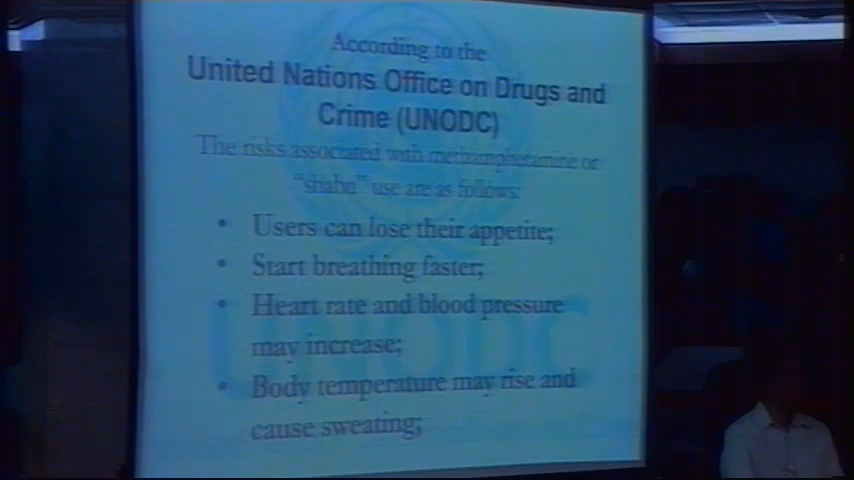 According to the
United Nations Office on Drugs and
Crime (UNODC)
The risks associated with methamphetamine or
"shabu" use are as follows:
• Users can lose their appetite;
• Start breathing faster;
• Heart rate and blood pressure
may increase;
• Body temperature may rise and
cause sweating;
UNODC